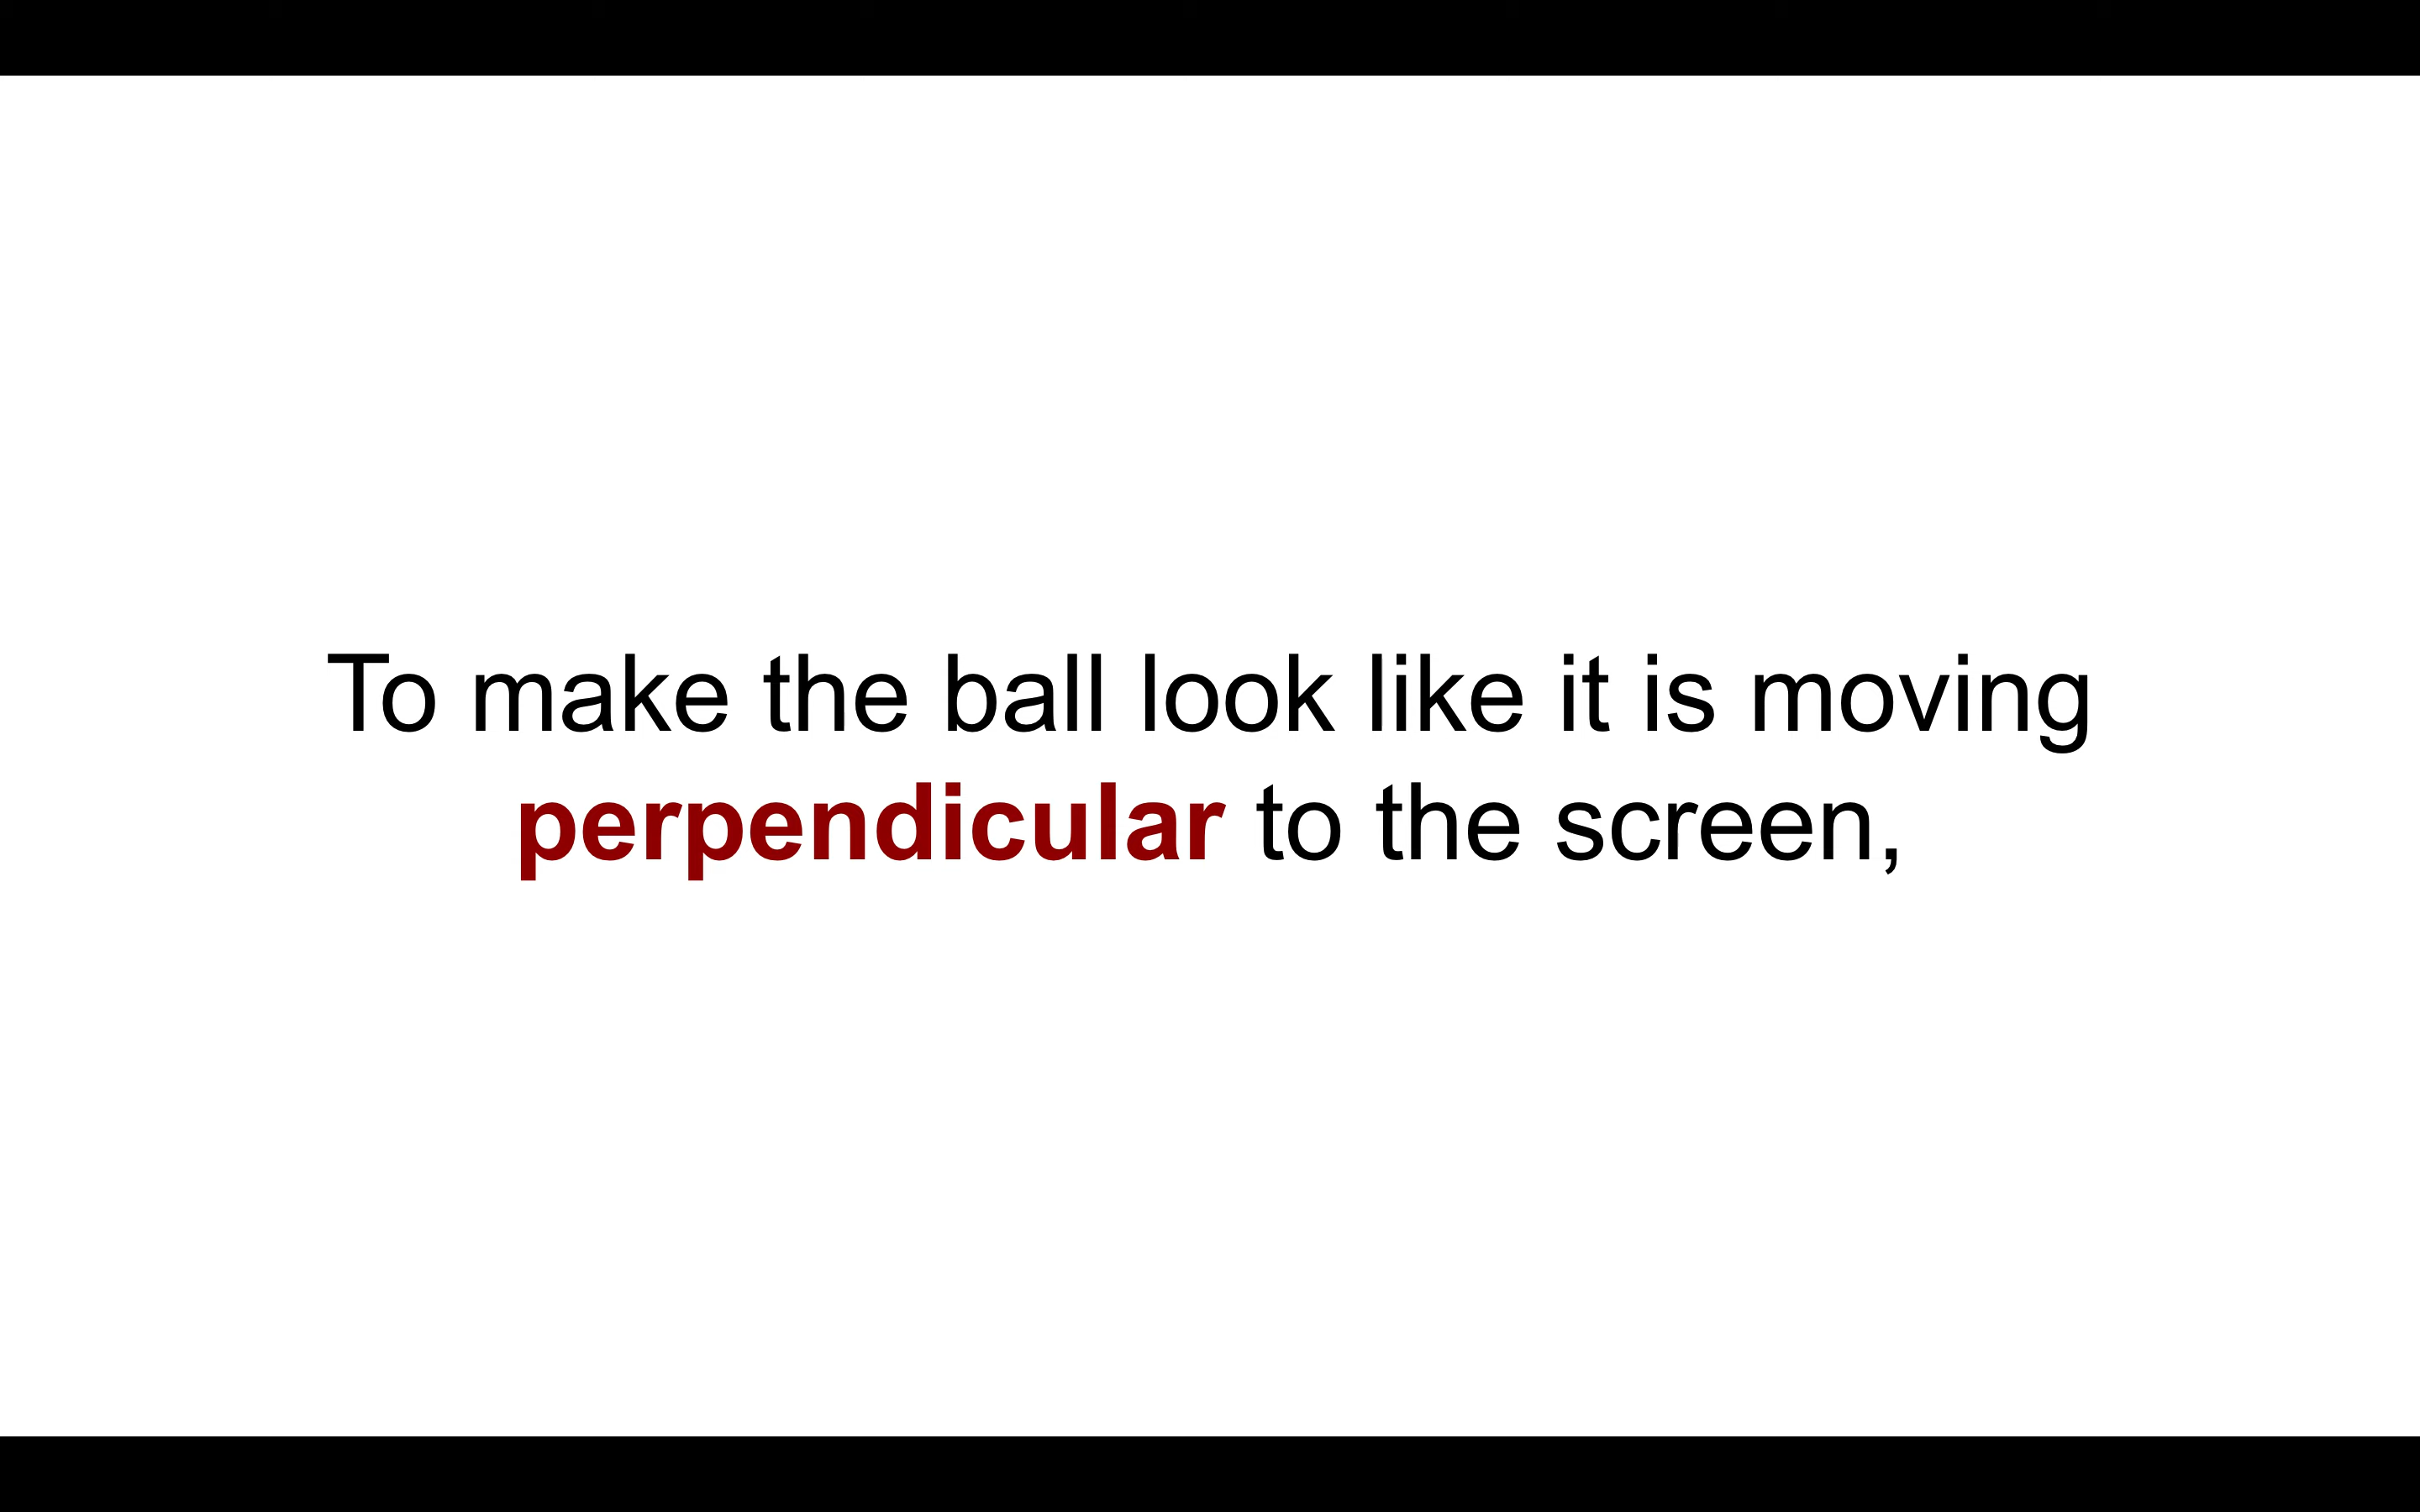 To make the ball look like it is moving
perpendicular to the screen,